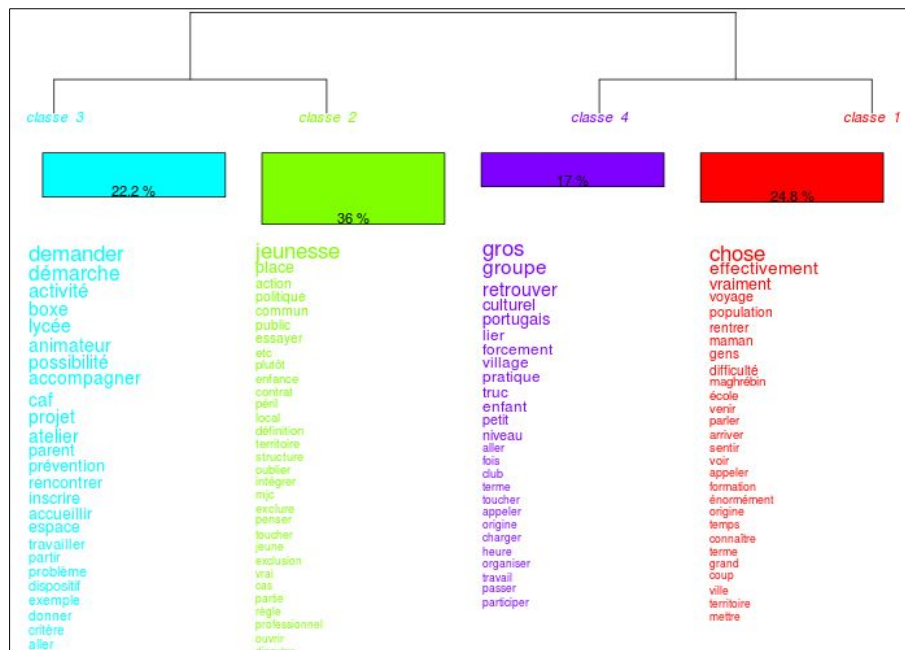 classe 3
classe 2
classe 4
classe 1
22.2 %
36 %
17 %
24.8 %
demander
démarche
activité
boxe
lycée
animateur
possibilité
accompagner
caf
projet
atelier
parent
prévention
rencontrer
inscrire
accueillir
espace
travailler
partir
problème
dispositif
exemple
donner
critère
aller
jeunesse
place
action
politique
commun
public
essayer
etc
plutôt
enfance
contrat
péril
local
définition
territoire
structure
oublier
intégrer
mjc
exclure
penser
toucher
jeune
exclusion
vrai
cas
partie
règle
professionnel
ouvrir
gros
groupe
retrouver
culturel
portugais
lier
forcement
village
pratique
truc
enfant
petit
niveau
aller
fois
club
terme
toucher
appeler
origine
charger
heure
organiser
travail
passer
participer
chose
effectivement
vraiment
voyage
population
rentrer
maman
gens
difficulté
maghrébin
école
venir
parler
arriver
sentir
voir
appeler
formation
énormément
origine
temps
connaître
terme
grand
coup
ville
territoire
mettre